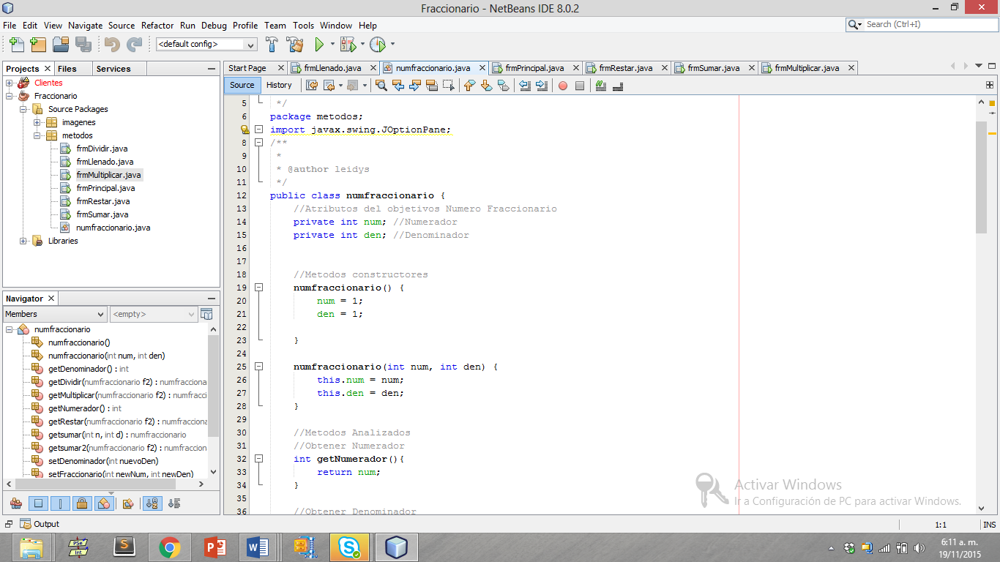 Fraccionario - NetBeans IDE 8.0.2
File Edit View Navigate Source Refactor Run Debug Profile Team Tools Window Help
Search (Ctrl+I)
<default config>
Projects Files Services
Clientes
Fraccionario
Source Packages
imagenes
metodos
frmDividir.java
frmLlenado.java
frmMultiplicar.java
frmPrincipal.java
frmRestar.java
frmSumar.java
numfraccionario.java
Libraries
Navigator
Members <empty>
numfraccionario
numfraccionario()
numfraccionario(int num, int den)
getDenominador() : int
getDividir(numfraccionario f2) : numfracciona
getMultiplicar(numfraccionario f2) : numfracci
getNumerador() : int
getRestar(numfraccionario f2) : numfracciona
getsumar(int n, int d) : numfraccionario
getsumar2(numfraccionario f2) : numfraccion
setDenominador(int nuevoDen)
setFraccionario(int newNum, int newDen)
Start Page frmLlenado.java numfraccionario.java frmPrincipal.java frmRestar.java frmSumar.java frmMultiplicar.java
Source History
5 */
6 package metodos;
import javax.swing.JOptionPane;
8 /**
9 *
10 * @author leidys
11 */
12 public class numfraccionario {
13 //Atributos del objetivos Numero Fraccionario
14 private int num; //Numerador
15 private int den; //Denominador
16
17
18 //Metodos constructores
19 numfraccionario() {
20 num = 1;
21 den = 1;
22
23 }
24
25 numfraccionario(int num, int den) {
26 this.num = num;
27 this.den = den;
28 }
29
30 //Metodos Analizados
31 //Obtener Numerador
32 int getNumerador(){
33 return num;
34 }
35
36 //Obtener Denominador
Activar Windows
Ir a Configuración de PC para activar Windows.
Output
1:1 INS
PSe
Int
6:11 a. m.
19/11/2015